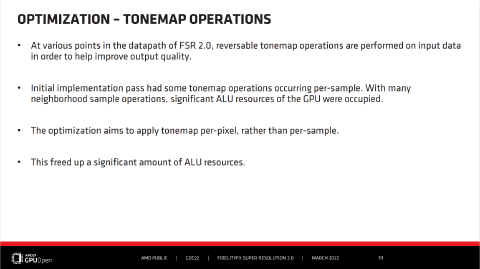 OPTIMIZATION – TONEMAP OPERATIONS
• At various points in the datapath of FSR 2.0, reversable tonemap operations are performed on input data
in order to help improve output quality.
• Initial implementation pass had some tonemap operations occurring per-sample. With many
neighborhood sample operations, significant ALU resources of the GPU were occupied.
• The optimization aims to apply tonemap per-pixel, rather than per-sample.
• This freed up a significant amount of ALU resources.
AMD
GPUOpen
AMD PUBLIC | GDC22 | FIDELITYFX SUPER RESOLUTION 2.0 | MARCH 2022